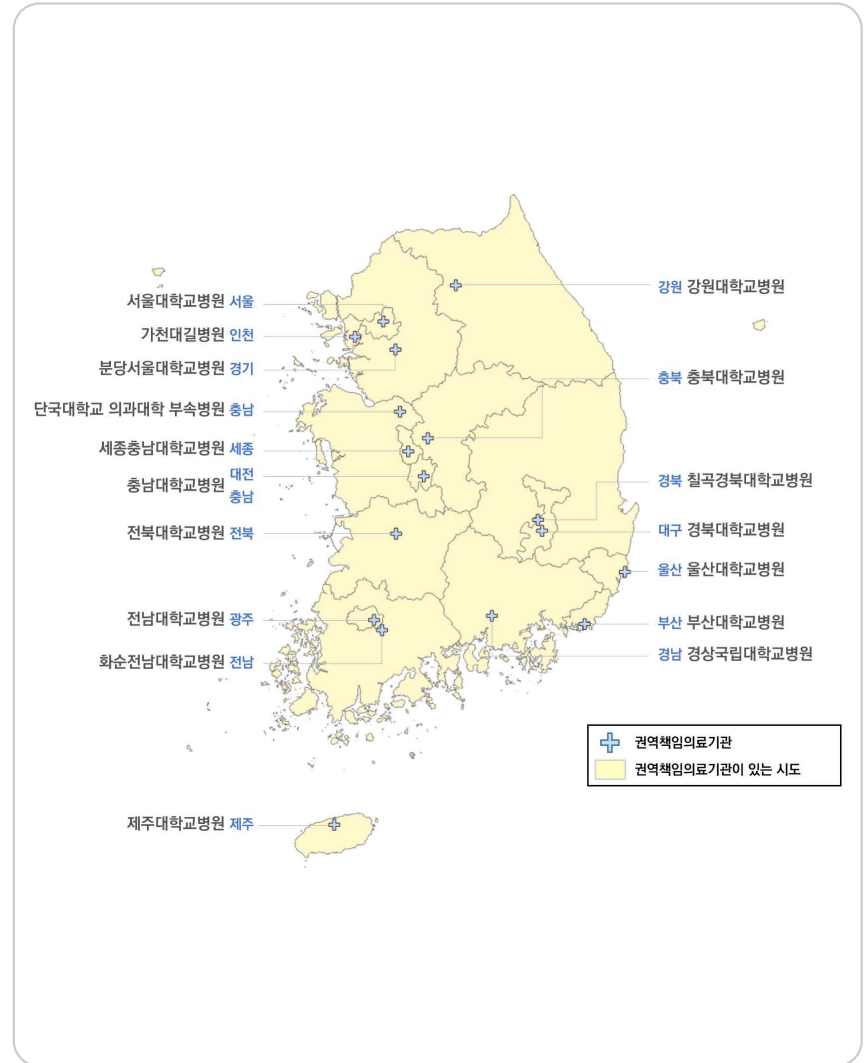 서울대학교병원 서울
가천대길병원 인천
분당서울대학교병원 경기
단국대학교 의과대학 부속병원 충남
세종충남대학교병원 세종
충남대학교병원 대전
충남
전북대학교병원 전북
전남대학교병원 광주
화순전남대학교병원 전남
제주대학교병원 제주
강원 강원대학교병원
충북 충북대학교병원
경북 칠곡경북대학교병원
대구 경북대학교병원
울산 울산대학교병원
부산 부산대학교병원
경남 경상국립대학교병원
권역책임의료기관
권역책임의료기관이 있는 시도